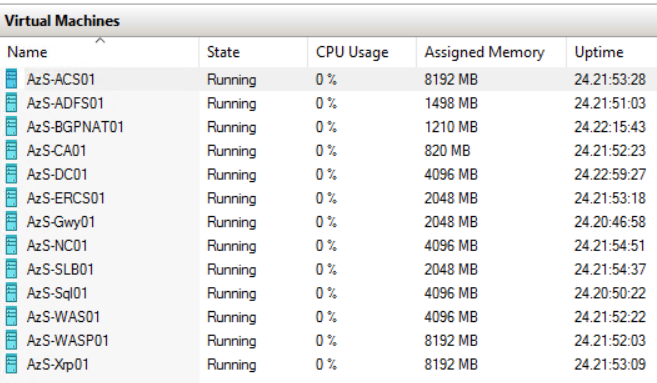 Virtual Machines
Name State CPU Usage Assigned Memory Uptime
AzS-ACS01 Running 0 % 8192 MB 24.21:53:28
AzS-ADFS01 Running 0 % 1498 MB 24.21:51:03
AzS-BGPNAT01 Running 0 % 1210 MB 24.22:15:43
AzS-CA01 Running 0 % 820 MB 24.21:52:23
AzS-DC01 Running 0 % 4096 MB 24.22:59:27
AzS-ERCS01 Running 0 % 2048 MB 24.21:53:18
AzS-Gwy01 Running 0 % 2048 MB 24.20:46:58
AzS-NC01 Running 0 % 4096 MB 24.21:54:51
AzS-SLB01 Running 0 % 2048 MB 24.21:54:37
AzS-Sql01 Running 0 % 4096 MB 24.20:50:22
AzS-WAS01 Running 0 % 4096 MB 24.21:52:22
AzS-WASP01 Running 0 % 8192 MB 24.21:52:03
AzS-Xrp01 Running 0 % 8192 MB 24.21:53:09